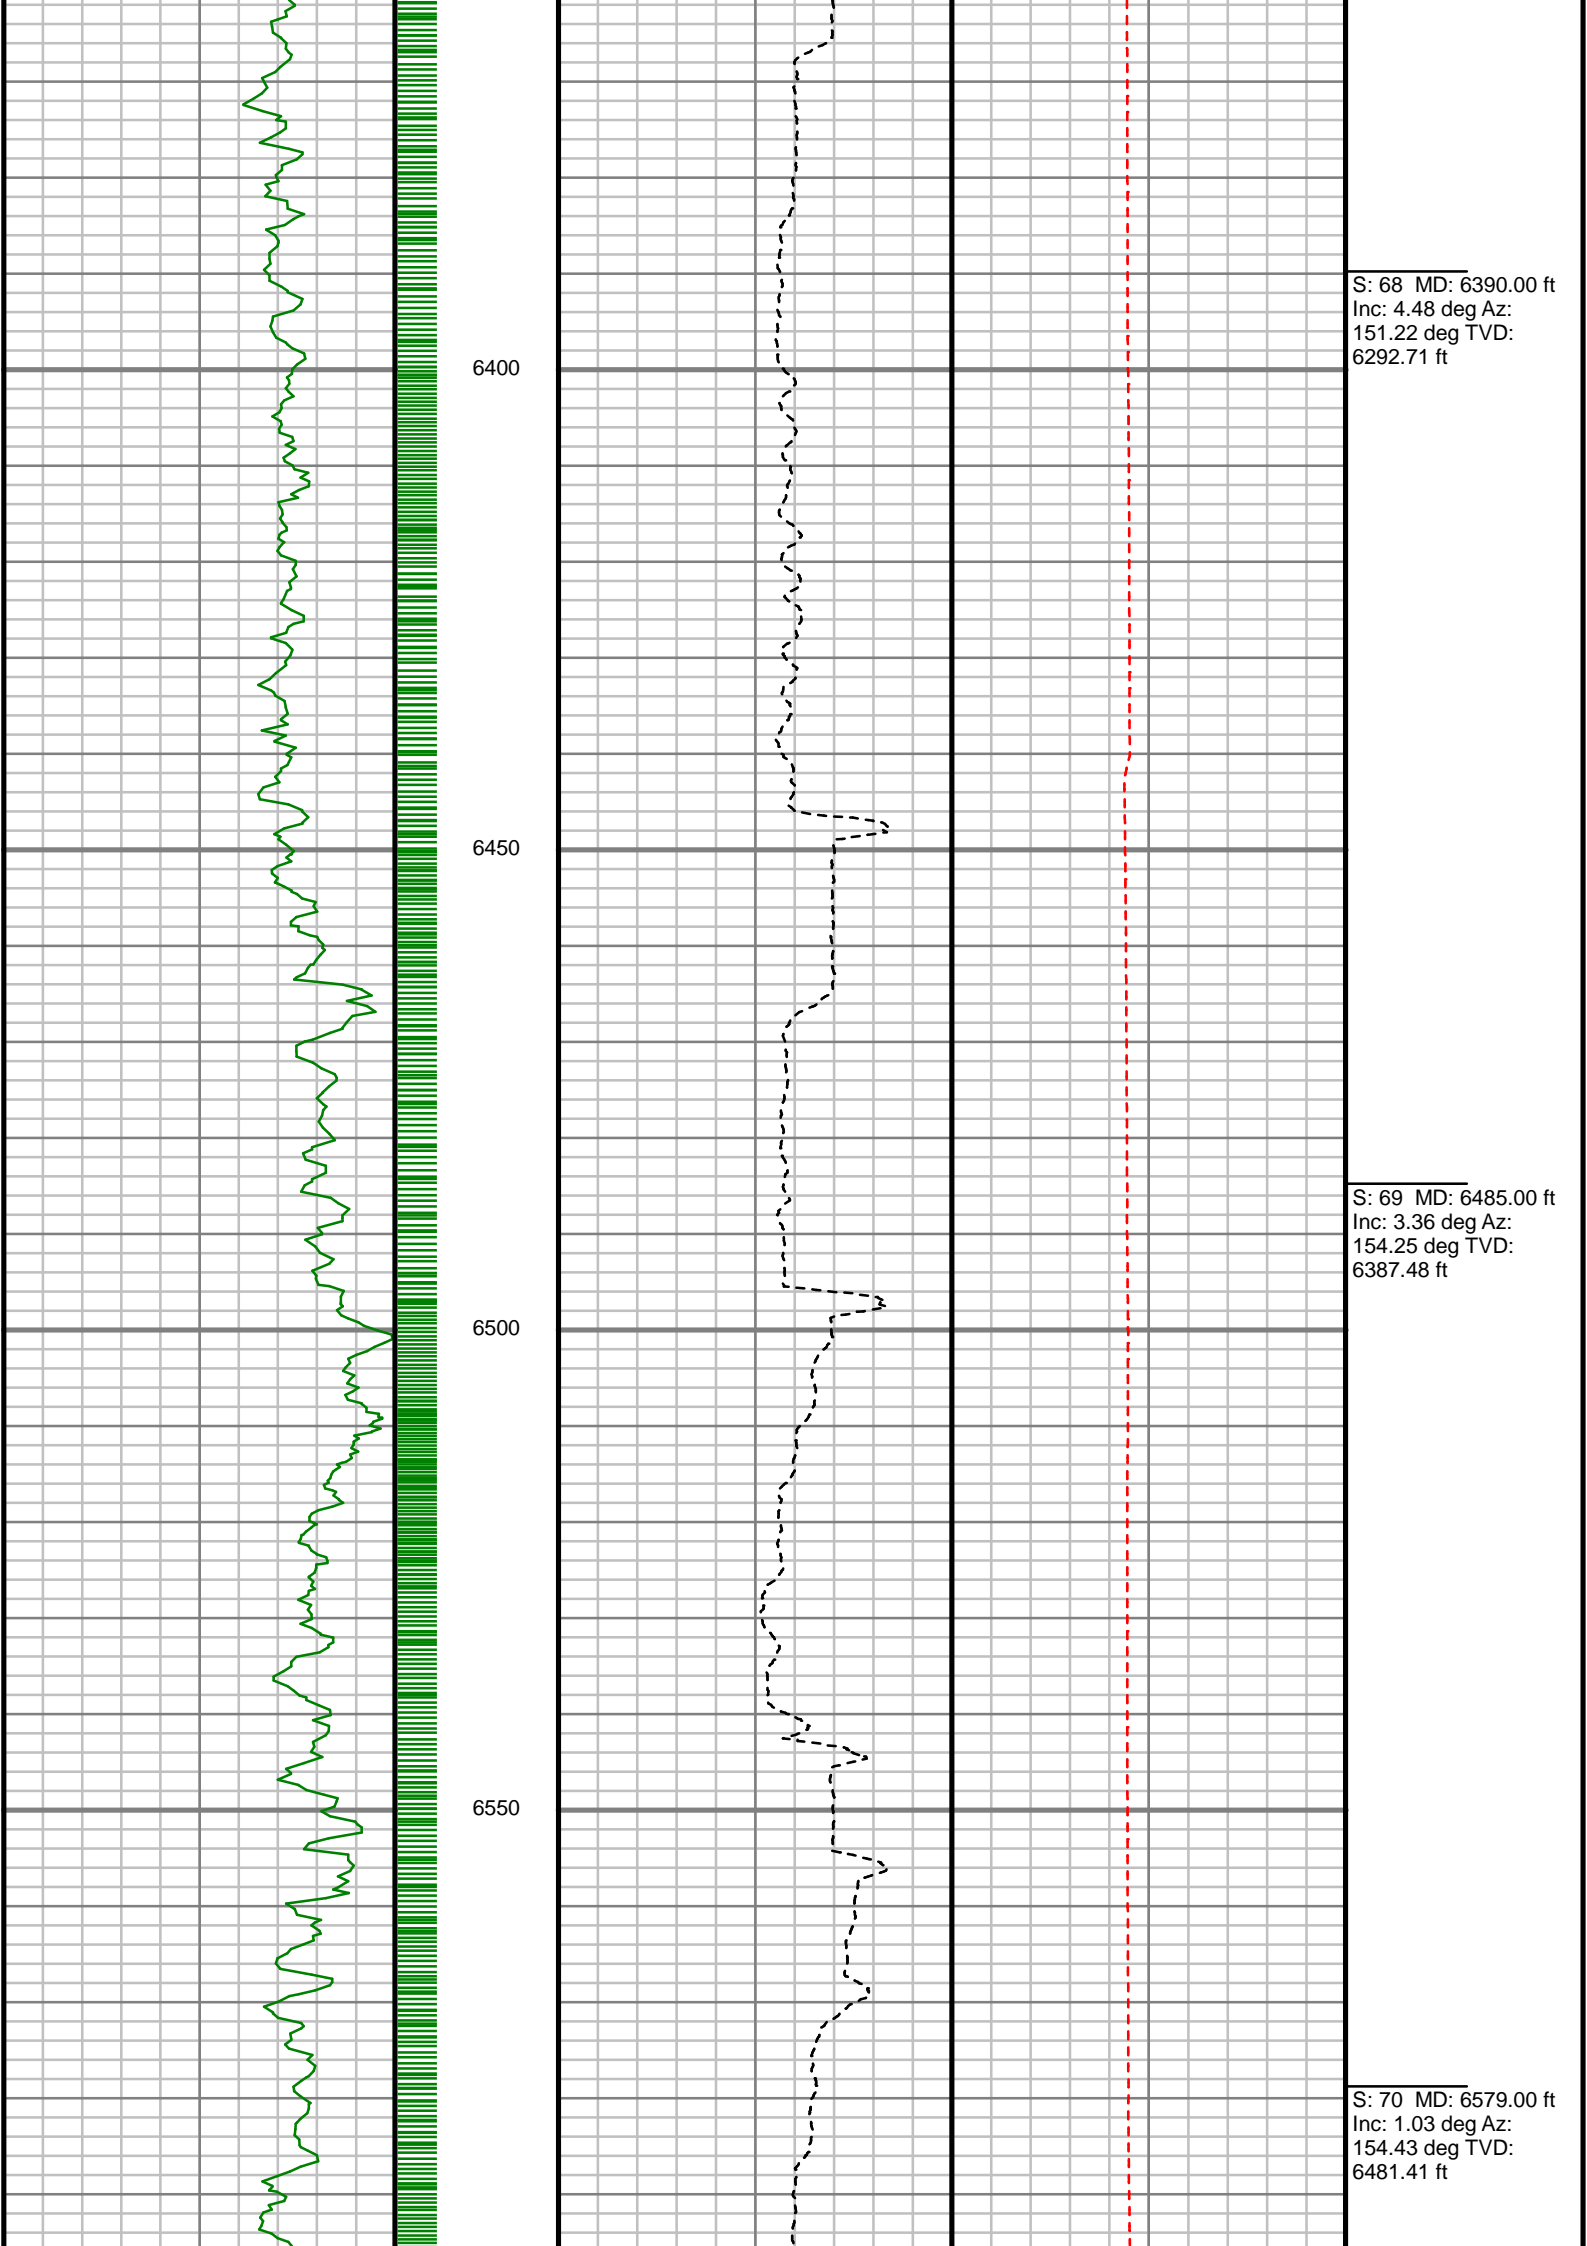 S: 68 MD: 6390.00 ft
Inc: 4.48 deg Az:
151.22 deg TVD:
6292.71 ft
6400
6450
S: 69 MD: 6485.00 ft
Inc: 3.36 deg Az:
154.25 deg TVD:
6387.48 ft
6500
6550
S: 70 MD: 6579.00 ft
Inc: 1.03 deg Az:
154.43 deg TVD:
6481.41 ft